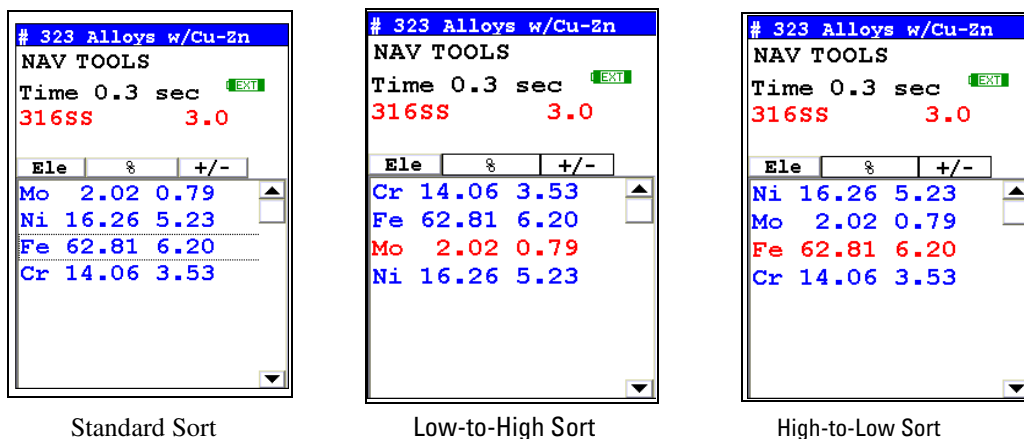 # 323 Alloys w/Cu-Zn
NAV TOOLS
Time 0.3 sec EXT
316SS 3.0
Ele % +/-
Mo 2.02 0.79
Ni 16.26 5.23
Fe 62.81 6.20
Cr 14.06 3.53
Standard Sort
# 323 Alloys w/Cu-Zn
NAV TOOLS
Time 0.3 sec EXT
316SS 3.0
Ele % +/-
Cr 14.06 3.53
Fe 62.81 6.20
Mo 2.02 0.79
Ni 16.26 5.23
Low-to-High Sort
# 323 Alloys w/Cu-Zn
NAV TOOLS
Time 0.3 sec EXT
316SS 3.0
Ele % +/-
Ni 16.26 5.23
Mo 2.02 0.79
Fe 62.81 6.20
Cr 14.06 3.53
High-to-Low Sort